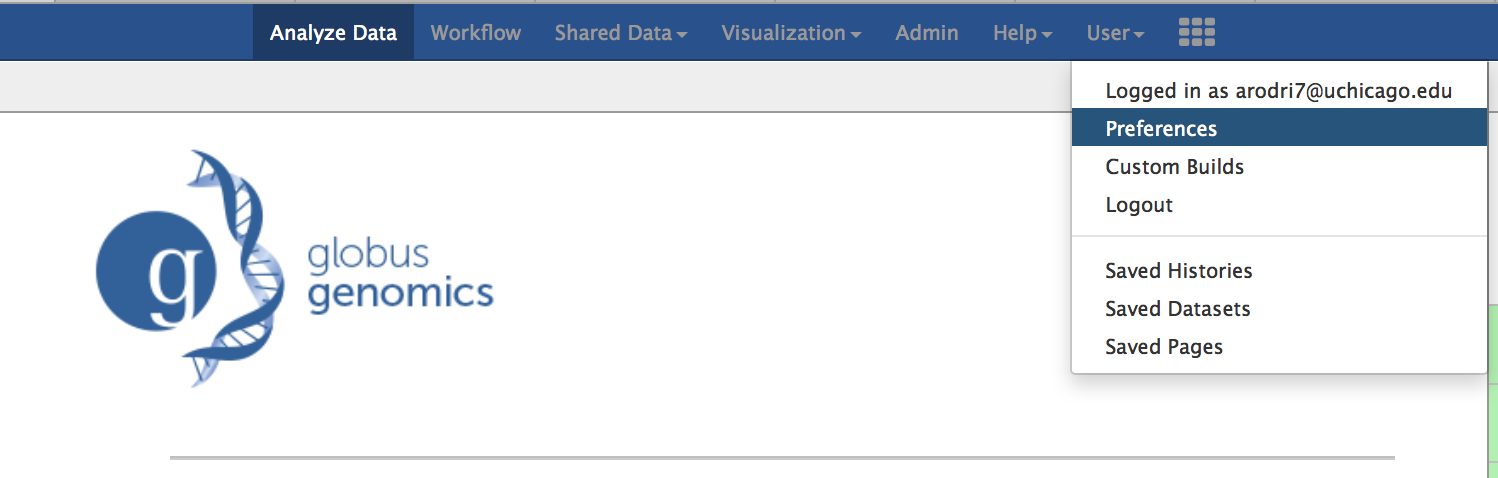 Analyze Data Workflow Shared Data Visualization Admin Help User
Logged in as arodri7@uchicago.edu
Preferences
Custom Builds
Logout
Saved Histories
Saved Datasets
Saved Pages
g
globus
genomics